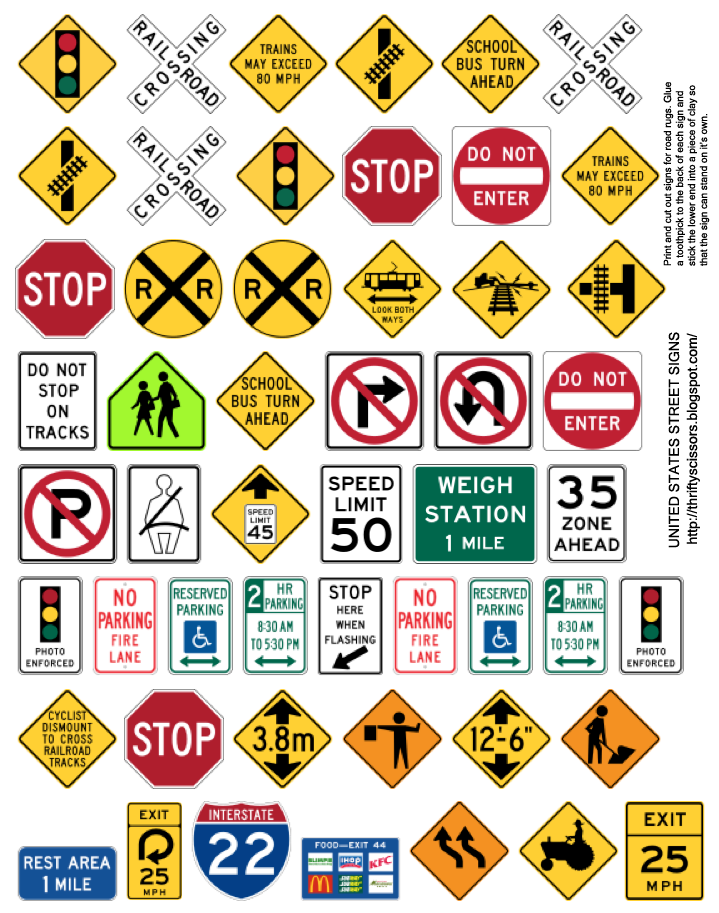 RAIL CROSSING ROAD
TRAINS
MAY EXCEED
80 MPH
SCHOOL
BUS TURN
AHEAD
RAIL CROSSING ROAD
RAIL CROSSING ROAD
STOP
DO NOT
ENTER
TRAINS
MAY EXCEED
80 MPH
Print and cut out signs for road rugs. Glue
a toothpick to the back of each sign and
stick the lower end into a piece of clay so
that the sign can stand on it's own.
STOP
R R
R R
LOOK BOTH
WAYS
DO NOT
STOP
ON
TRACKS
SCHOOL
BUS TURN
AHEAD
DO NOT
ENTER
UNITED STATES STREET SIGNS
http://thriftyscissors.blogspot.com/
P
SPEED
LIMIT
45
SPEED
LIMIT
50
WEIGH
STATION
1 MILE
35
ZONE
AHEAD
PHOTO
ENFORCED
NO
PARKING
FIRE
LANE
RESERVED
PARKING
2 HR
PARKING
8:30 AM
TO 5:30 PM
STOP
HERE
WHEN
FLASHING
NO
PARKING
FIRE
LANE
RESERVED
PARKING
2 HR
PARKING
8:30 AM
TO 5:30 PM
PHOTO
ENFORCED
CYCLIST
DISMOUNT
TO CROSS
RAILROAD
TRACKS
STOP
3.8m
12'-6"
REST AREA
1 MILE
EXIT
25
MPH
INTERSTATE
22
FOOD—EXIT 44
BLIMPIE
IHOP
KFC
M
SUBWAY
EXIT
25
MPH